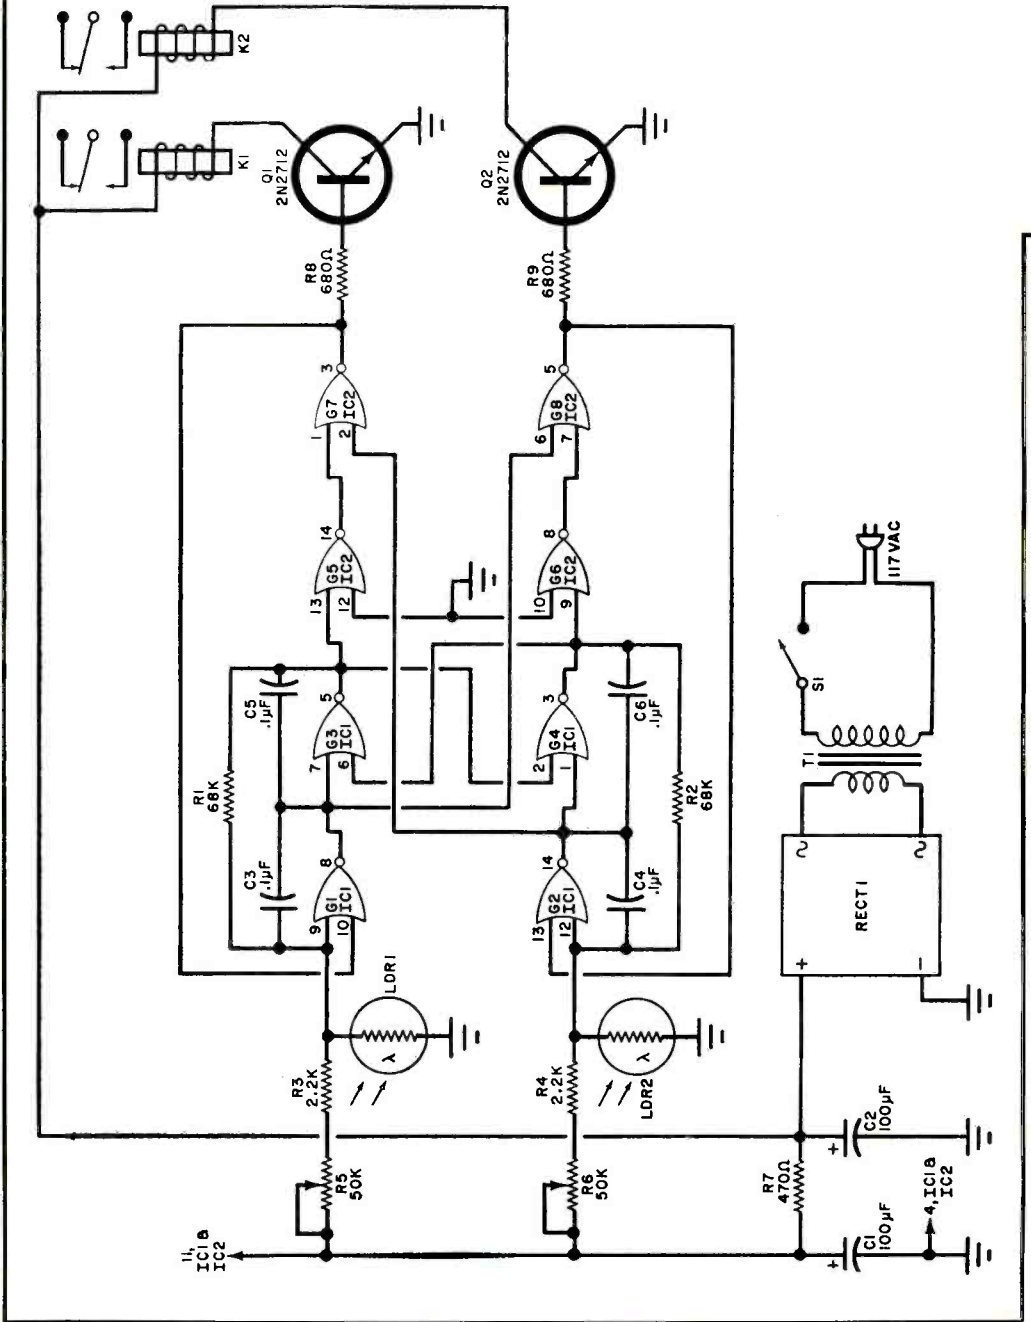 K2
K1
Q1
2N2712
Q2
2N2712
R8
680Ω
R9
680Ω
3
G7
IC2
1
2
5
G8
IC2
6
7
14
G5
IC2
13
12
8
G6
IC2
10
9
117VAC
S1
T1
C5
.1µF
R1
68K
C3
.1µF
5
G3
IC1
7
6
3
G4
IC1
2
1
C6
.1µF
R2
68K
C4
.1µF
8
G1
IC1
9
10
14
G2
IC1
13
12
RECT1
+
−
LDR1
λ
LDR2
λ
R3
2.2K
R4
2.2K
R5
50K
R6
50K
R7
470Ω
+
C2
100µF
+
C1
100µF
4, IC1&
IC2
11,
IC1&
IC2